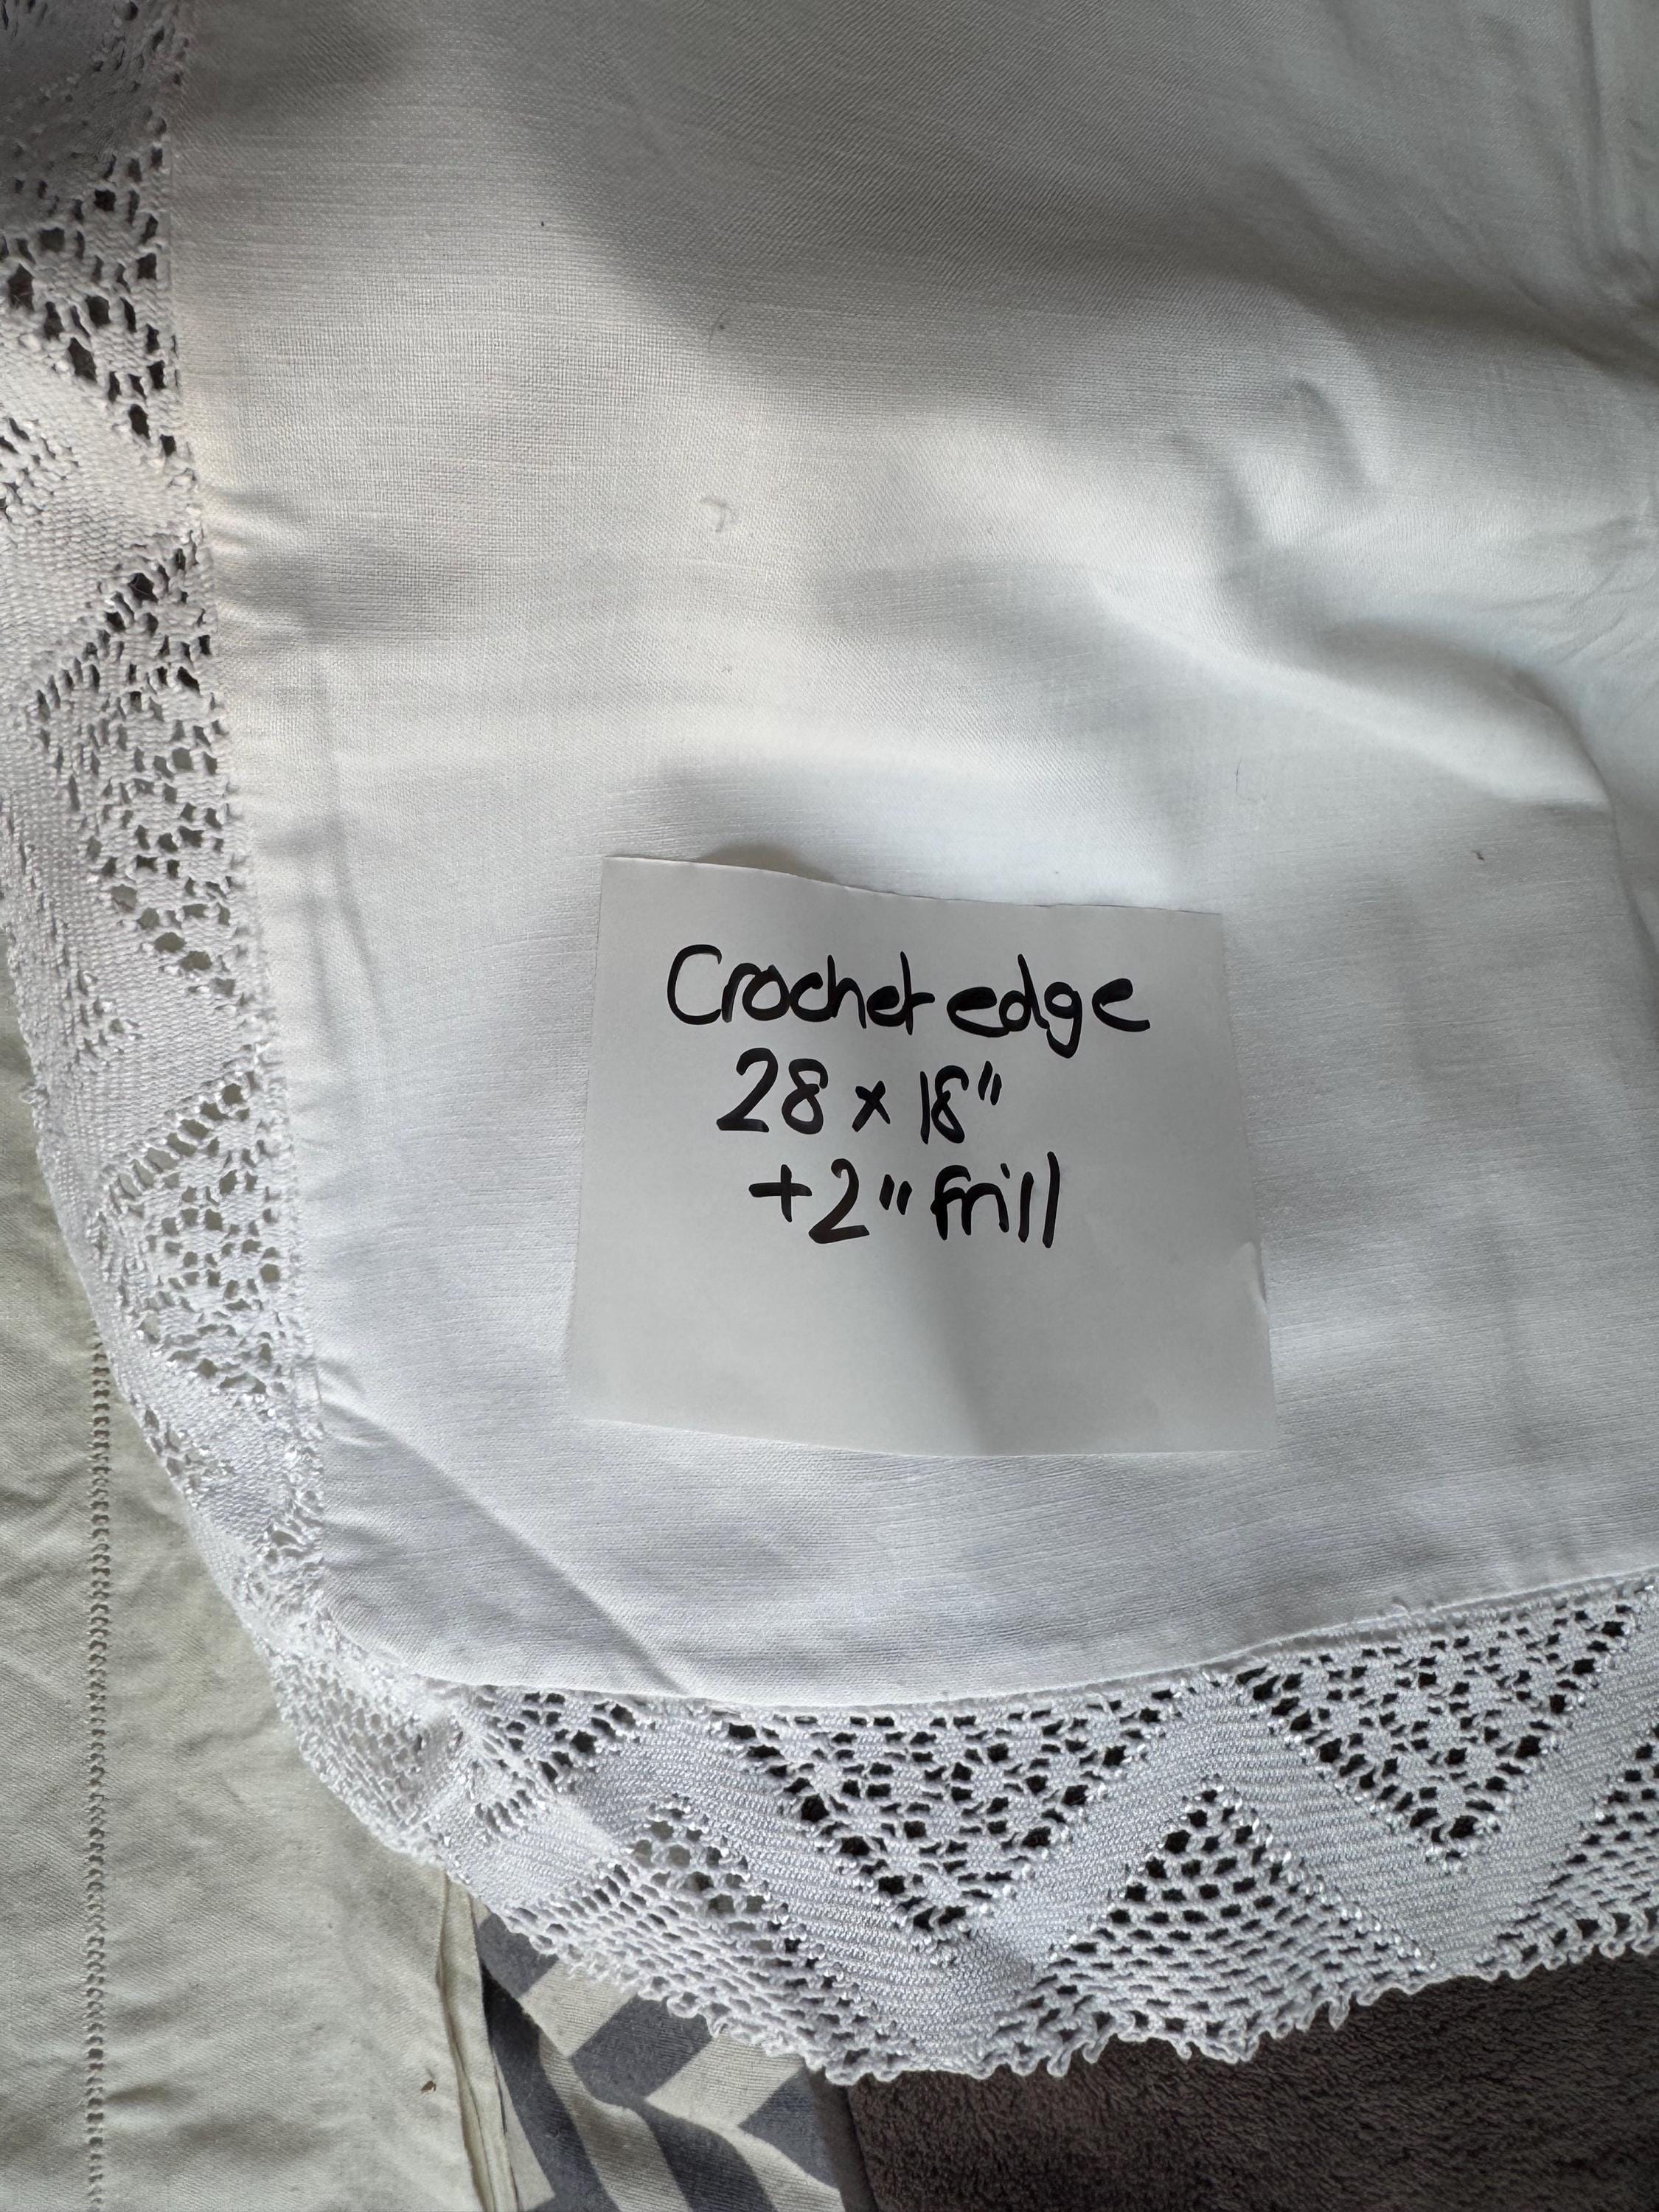 Crochet edge
28 x 18"
+2" frill